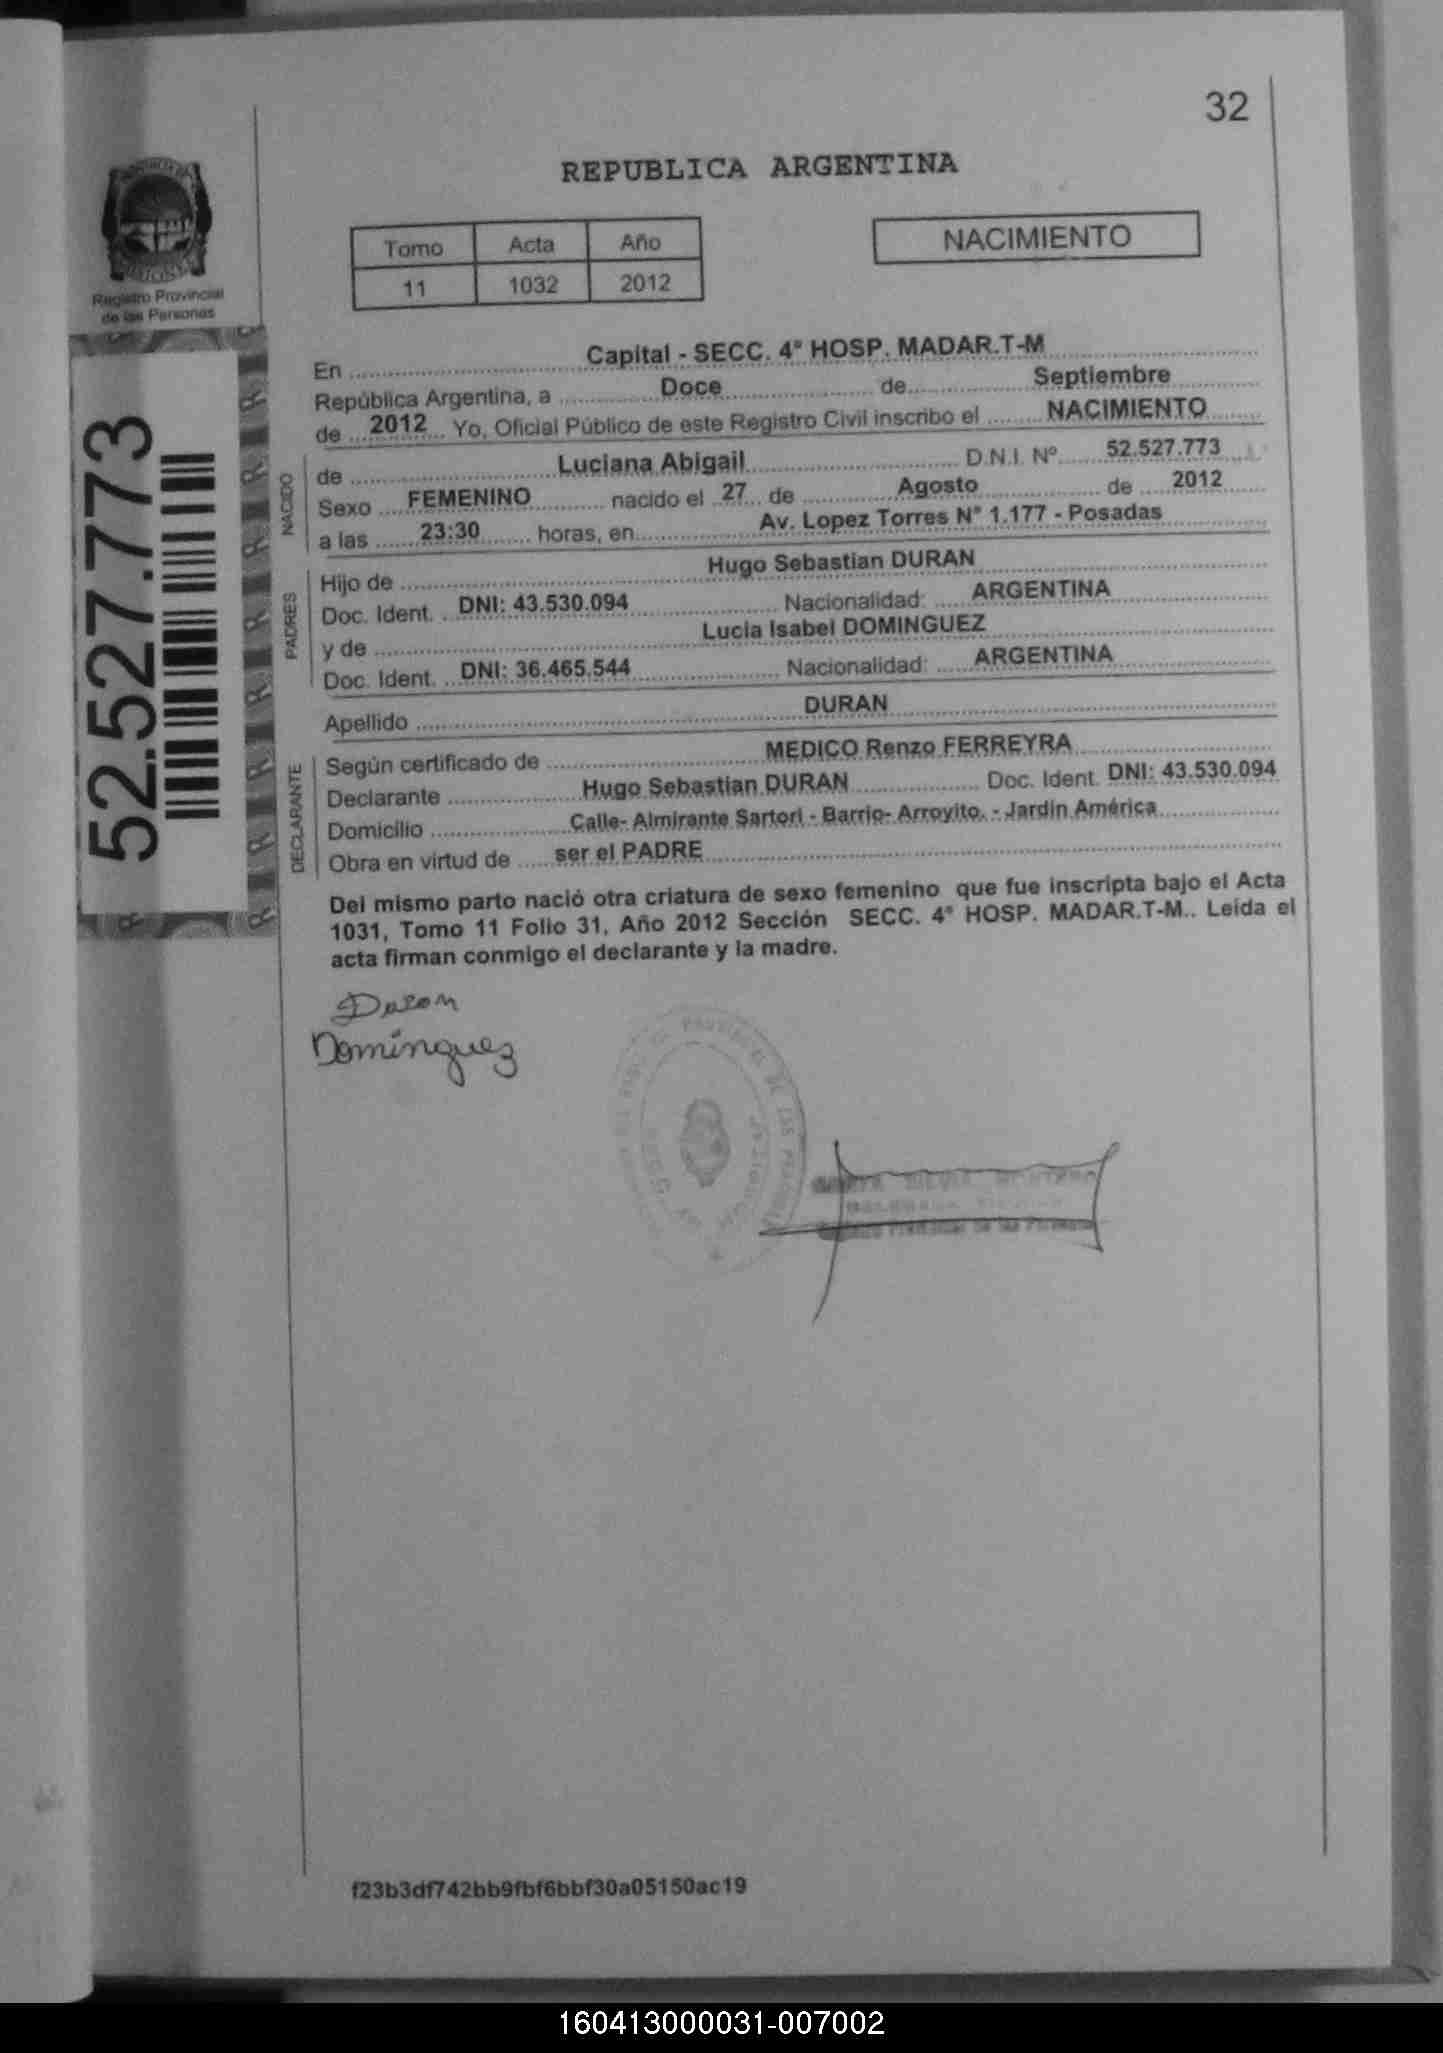 32
REPUBLICA ARGENTINA
Registro Provincial
de las Personas
Tomo Acta Año
11 1032 2012
NACIMIENTO
52.527.773
En Capital - SECC. 4° HOSP. MADAR.T-M
República Argentina, a Doce de Septiembre
de 2012 Yo, Oficial Público de este Registro Civil inscribo el NACIMIENTO
NACIDO
de Luciana Abigail D.N.I. Nº 52.527.773
Sexo FEMENINO nacido el 27 de Agosto de 2012
a las 23:30 horas, en Av. Lopez Torres N° 1.177 - Posadas
PADRES
Hijo de Hugo Sebastian DURAN
Doc. Ident. DNI: 43.530.094 Nacionalidad: ARGENTINA
y de Lucia Isabel DOMINGUEZ
Doc. Ident. DNI: 36.465.544 Nacionalidad: ARGENTINA
Apellido DURAN
DECLARANTE
Según certificado de MEDICO Renzo FERREYRA
Declarante Hugo Sebastian DURAN Doc. Ident. DNI: 43.530.094
Domicilio Calle- Almirante Sartori - Barrio- Arroyito. - Jardin América
Obra en virtud de ser el PADRE
Del mismo parto nació otra criatura de sexo femenino que fue inscripta bajo el Acta
1031, Tomo 11 Folio 31, Año 2012 Sección SECC. 4° HOSP. MADAR.T-M.. Leída el
acta firman conmigo el declarante y la madre.
Duran
Dominguez
f23b3df742bb9fbf6bbf30a05150ac19
160413000031-007002